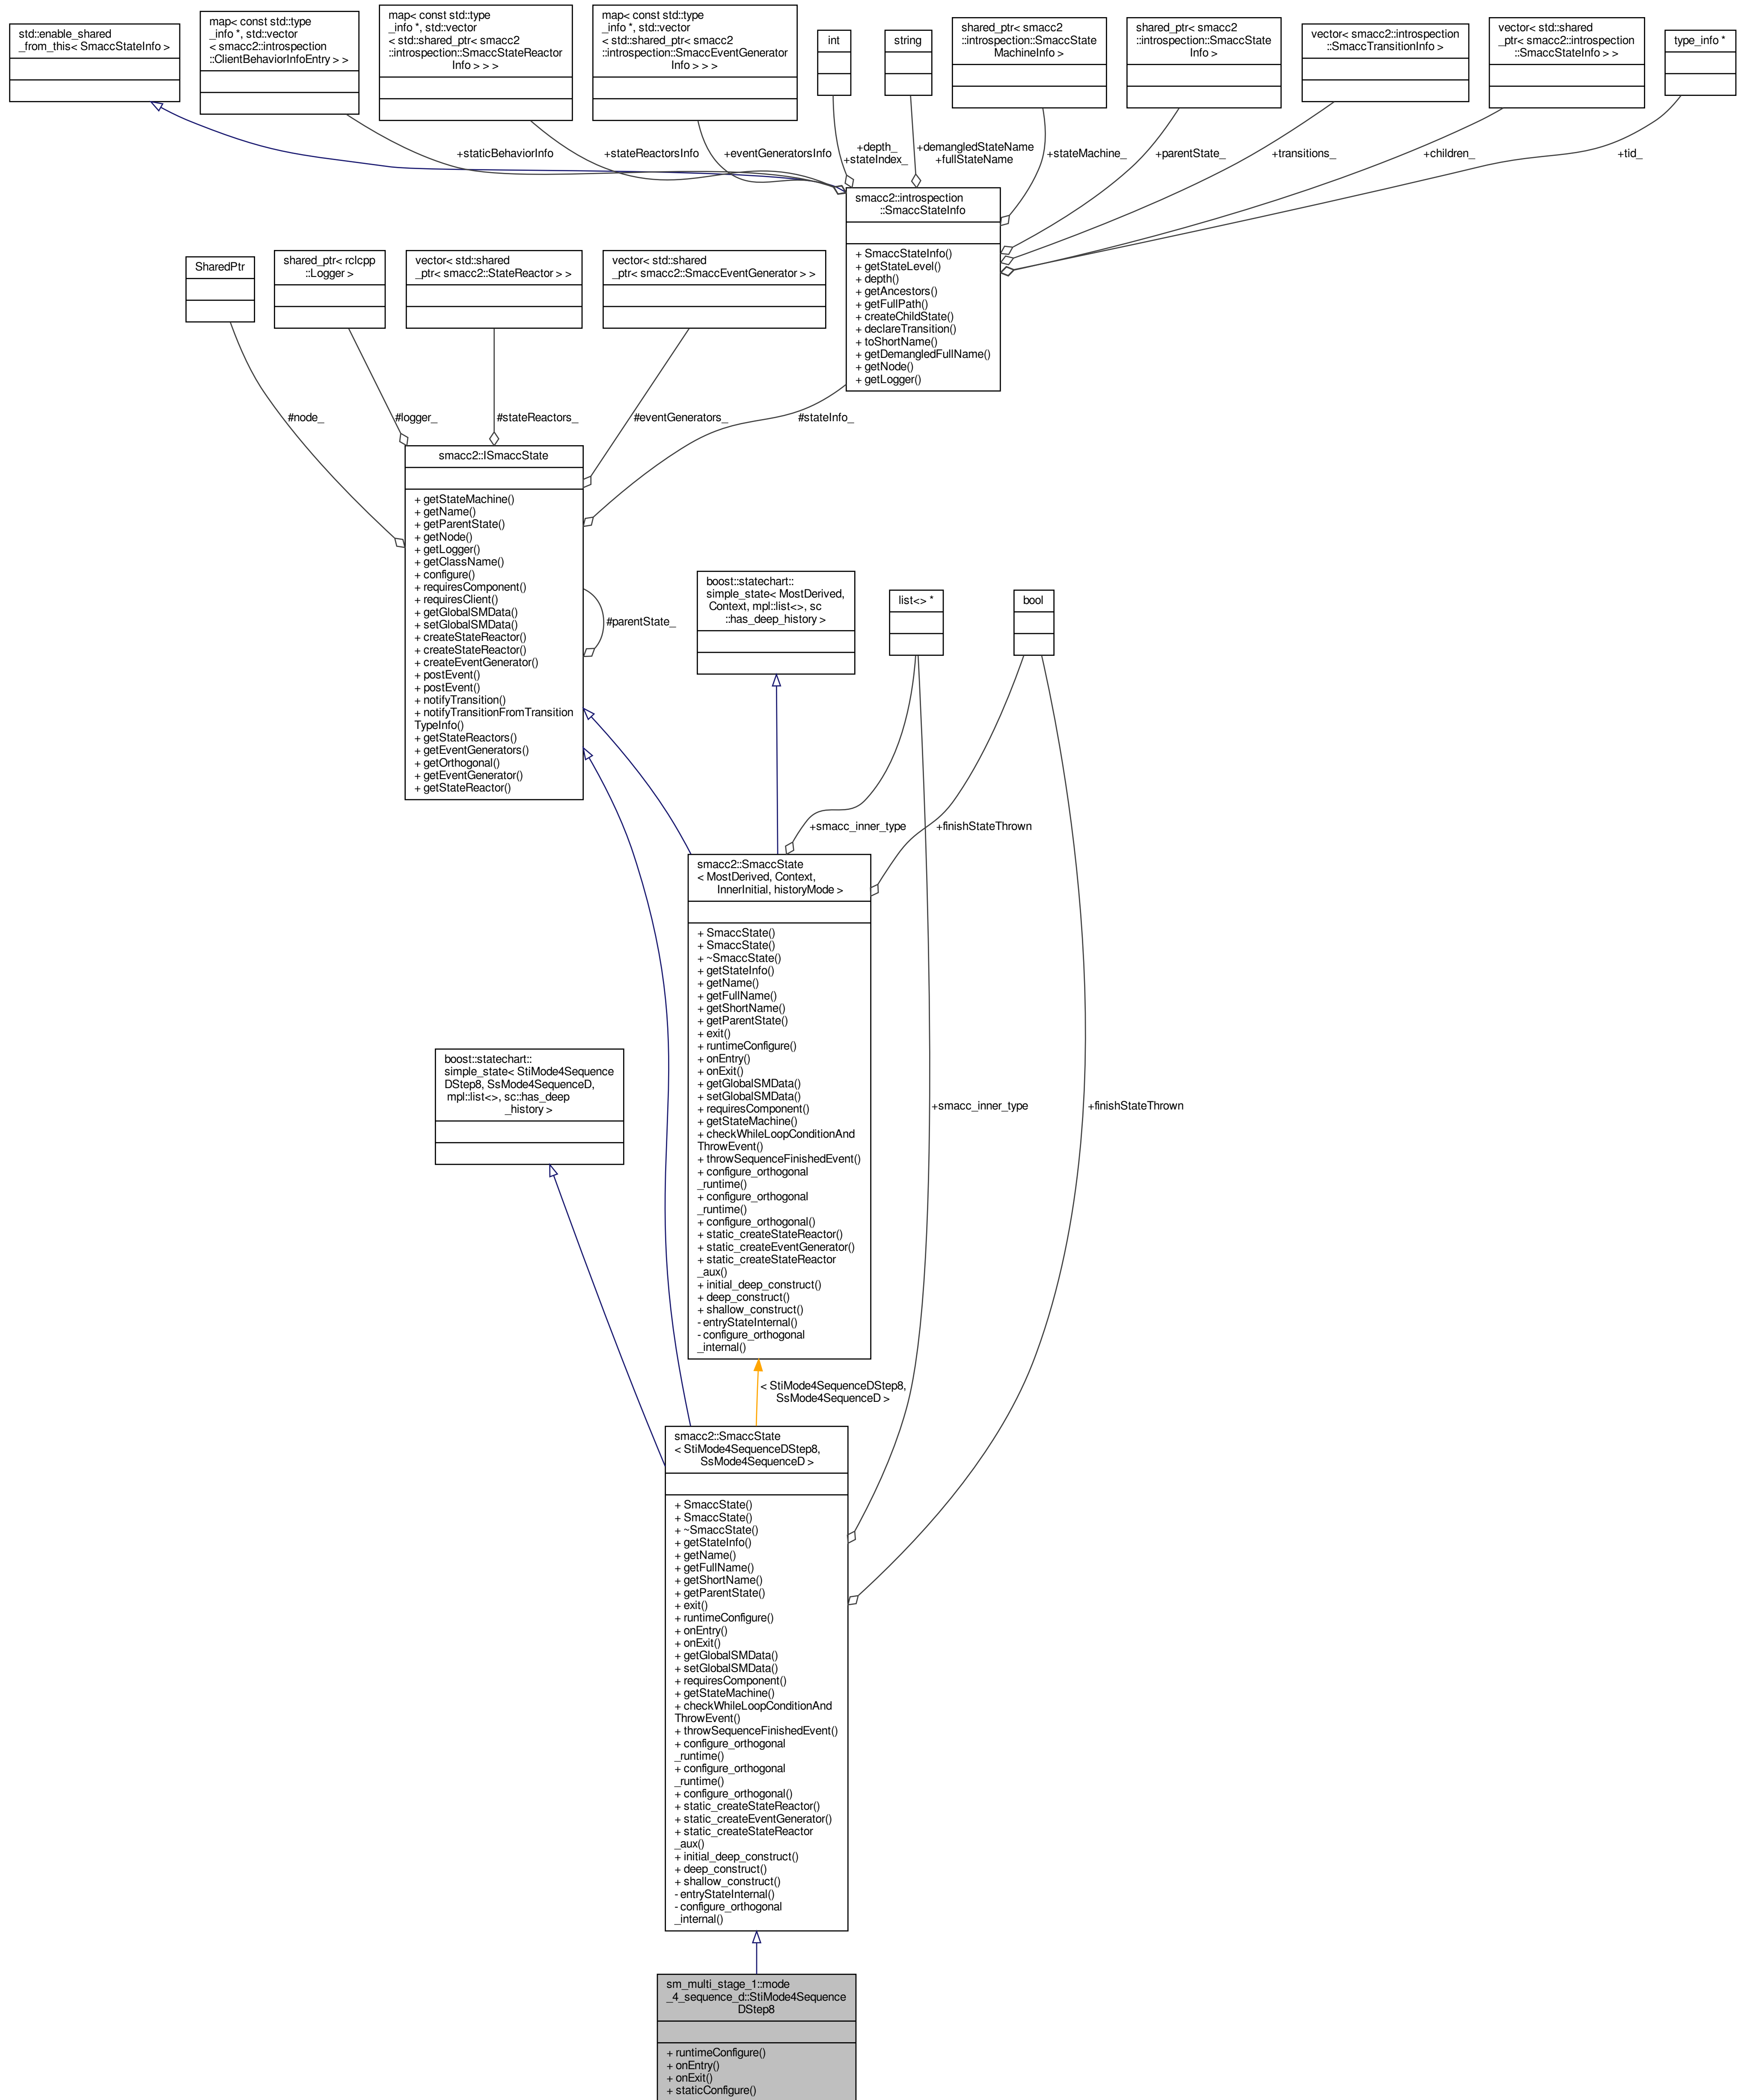 std::enable_shared
_from_this< SmaccStateInfo >
map< const std::type
_info *, std::vector
< smacc2::introspection
::ClientBehaviorInfoEntry > >
map< const std::type
_info *, std::vector
< std::shared_ptr< smacc2
::introspection::SmaccStateReactor
Info > > >
map< const std::type
_info *, std::vector
< std::shared_ptr< smacc2
::introspection::SmaccEventGenerator
Info > > >
int
string
shared_ptr< smacc2
::introspection::SmaccState
MachineInfo >
shared_ptr< smacc2
::introspection::SmaccState
Info >
vector< smacc2::introspection
::SmaccTransitionInfo >
vector< std::shared
_ptr< smacc2::introspection
::SmaccStateInfo > >
type_info *
+staticBehaviorInfo
+stateReactorsInfo
+eventGeneratorsInfo
+depth_
+stateIndex_
+demangledStateName
+fullStateName
+stateMachine_
+parentState_
+transitions_
+children_
+tid_
smacc2::introspection
::SmaccStateInfo
+ SmaccStateInfo()
+ getStateLevel()
+ depth()
+ getAncestors()
+ getFullPath()
+ createChildState()
+ declareTransition()
+ toShortName()
+ getDemangledFullName()
+ getNode()
+ getLogger()
SharedPtr
shared_ptr< rclcpp
::Logger >
vector< std::shared
_ptr< smacc2::StateReactor > >
vector< std::shared
_ptr< smacc2::SmaccEventGenerator > >
#node_
#logger_
#stateReactors_
#eventGenerators_
#stateInfo_
smacc2::ISmaccState
+ getStateMachine()
+ getName()
+ getParentState()
+ getNode()
+ getLogger()
+ getClassName()
+ configure()
+ requiresComponent()
+ requiresClient()
+ getGlobalSMData()
+ setGlobalSMData()
+ createStateReactor()
+ createStateReactor()
+ createEventGenerator()
+ postEvent()
+ postEvent()
+ notifyTransition()
+ notifyTransitionFromTransition
TypeInfo()
+ getStateReactors()
+ getEventGenerators()
+ getOrthogonal()
+ getEventGenerator()
+ getStateReactor()
#parentState_
boost::statechart::
simple_state< MostDerived,
Context, mpl::list<>, sc
::has_deep_history >
list<> *
bool
+smacc_inner_type
+finishStateThrown
smacc2::SmaccState
< MostDerived, Context,
InnerInitial, historyMode >
+ SmaccState()
+ SmaccState()
+ ~SmaccState()
+ getStateInfo()
+ getName()
+ getFullName()
+ getShortName()
+ getParentState()
+ exit()
+ runtimeConfigure()
+ onEntry()
+ onExit()
+ getGlobalSMData()
+ setGlobalSMData()
+ requiresComponent()
+ getStateMachine()
+ checkWhileLoopConditionAnd
ThrowEvent()
+ throwSequenceFinishedEvent()
+ configure_orthogonal
_runtime()
+ configure_orthogonal
_runtime()
+ configure_orthogonal()
+ static_createStateReactor()
+ static_createEventGenerator()
+ static_createStateReactor
_aux()
+ initial_deep_construct()
+ deep_construct()
+ shallow_construct()
- entryStateInternal()
- configure_orthogonal
_internal()
boost::statechart::
simple_state< StiMode4Sequence
DStep8, SsMode4SequenceD,
mpl::list<>, sc::has_deep
_history >
+smacc_inner_type
+finishStateThrown
< StiMode4SequenceDStep8,
SsMode4SequenceD >
smacc2::SmaccState
< StiMode4SequenceDStep8,
SsMode4SequenceD >
+ SmaccState()
+ SmaccState()
+ ~SmaccState()
+ getStateInfo()
+ getName()
+ getFullName()
+ getShortName()
+ getParentState()
+ exit()
+ runtimeConfigure()
+ onEntry()
+ onExit()
+ getGlobalSMData()
+ setGlobalSMData()
+ requiresComponent()
+ getStateMachine()
+ checkWhileLoopConditionAnd
ThrowEvent()
+ throwSequenceFinishedEvent()
+ configure_orthogonal
_runtime()
+ configure_orthogonal
_runtime()
+ configure_orthogonal()
+ static_createStateReactor()
+ static_createEventGenerator()
+ static_createStateReactor
_aux()
+ initial_deep_construct()
+ deep_construct()
+ shallow_construct()
- entryStateInternal()
- configure_orthogonal
_internal()
sm_multi_stage_1::mode
_4_sequence_d::StiMode4Sequence
DStep8
+ runtimeConfigure()
+ onEntry()
+ onExit()
+ staticConfigure()